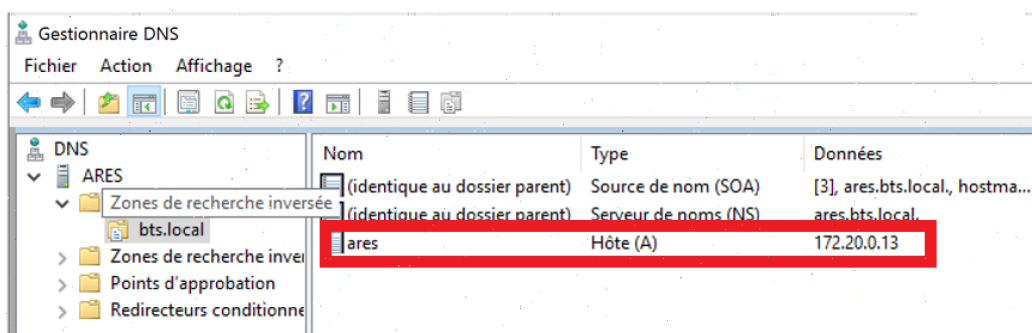 Gestionnaire DNS
Fichier Action Affichage ?
DNS
ARES
Zones de recherche inversée
bts.local
Zones de recherche inver
Points d'approbation
Redirecteurs conditionne
Nom Type Données
(identique au dossier parent) Source de nom (SOA) [3], ares.bts.local., hostma...
(identique au dossier parent) Serveur de noms (NS) ares.bts.local.
ares Hôte (A) 172.20.0.13